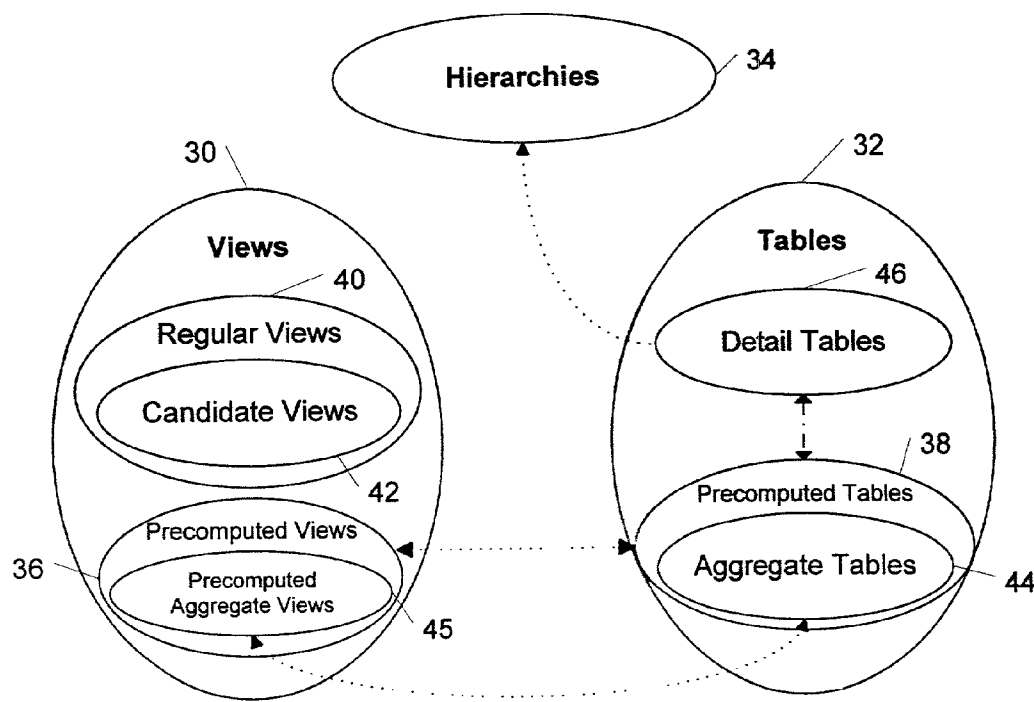 Hierarchies
34
30
32
Views
Tables
40
46
Regular Views
Detail Tables
Candidate Views
38
42
Precomputed Tables
Precomputed Views
36
Precomputed
Aggregate Views
Aggregate Tables
44
45